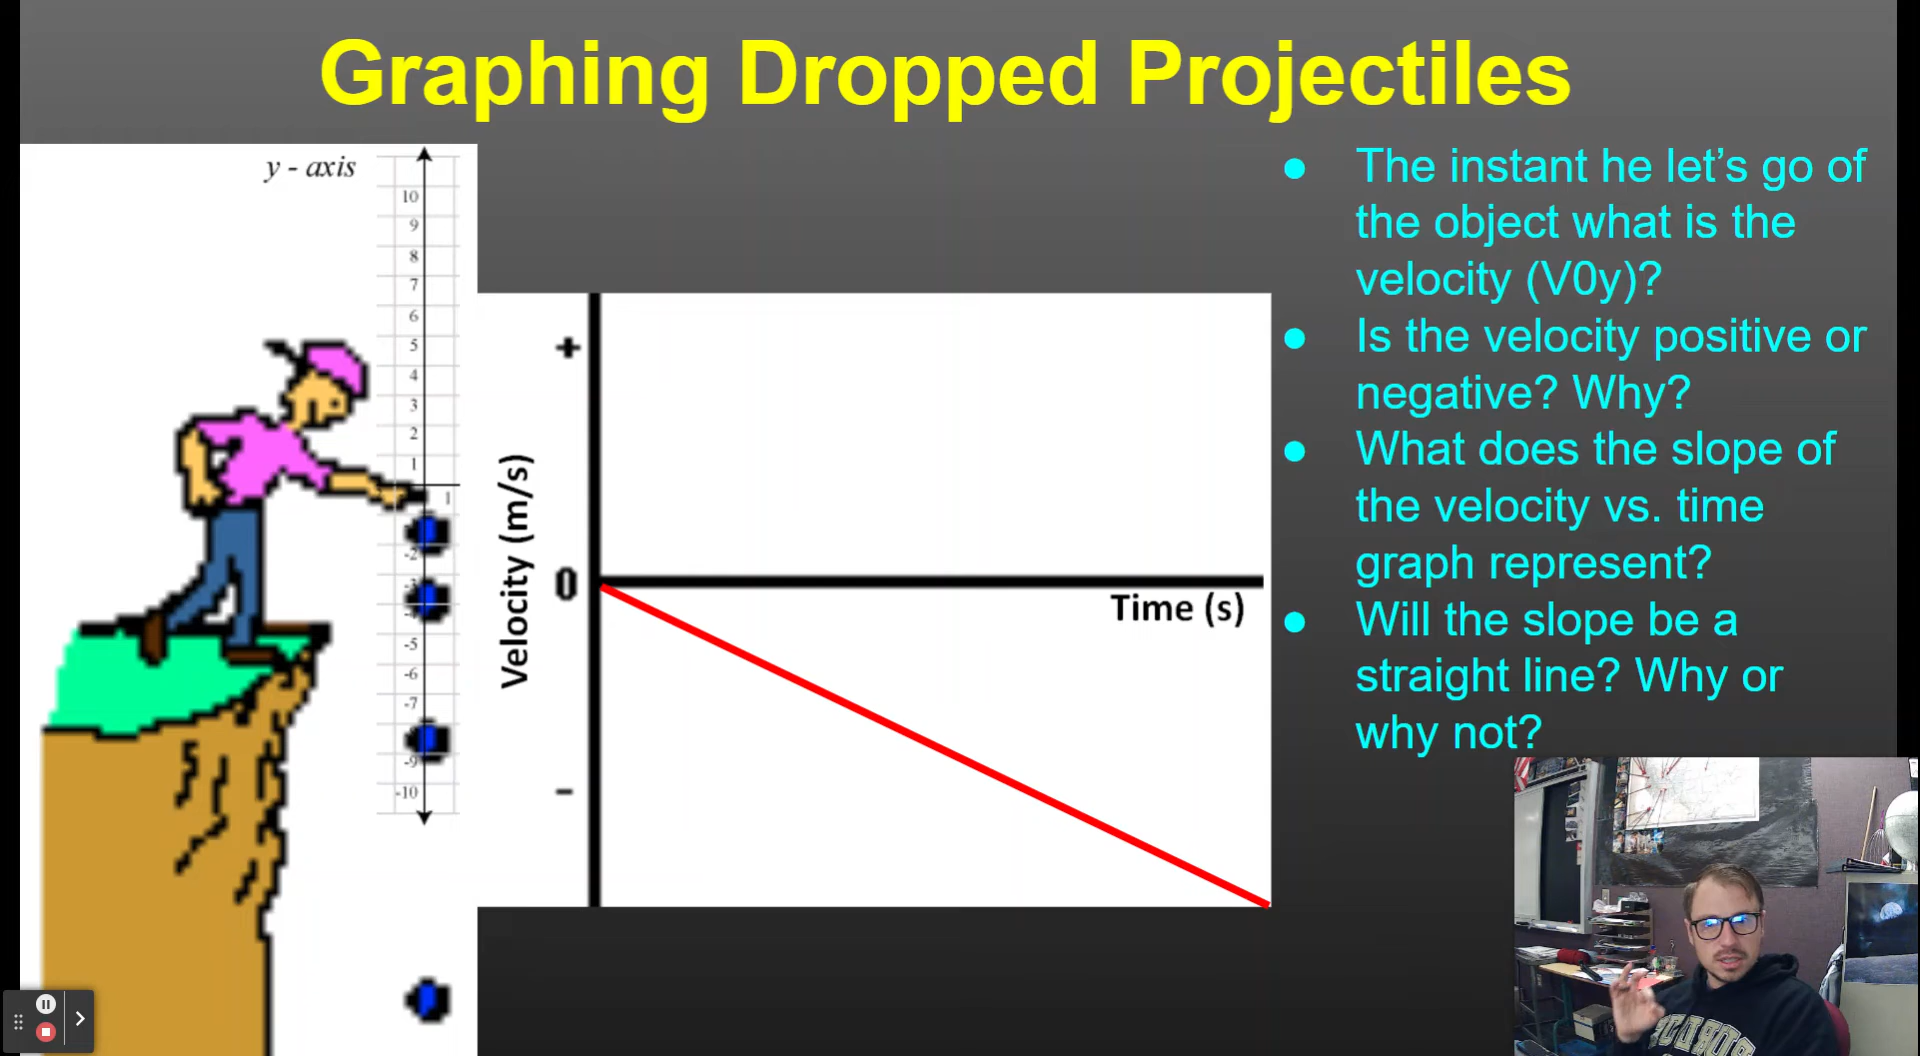 Graphing Dropped Projectiles
y - axis
10
9
8
7
6
5
4
3
2
1
1
-2
-5
-6
-7
-9
-10
Velocity (m/s)
+
0
-
Time (s)
● The instant he let's go of
the object what is the
velocity (V0y)?
● Is the velocity positive or
negative? Why?
● What does the slope of
the velocity vs. time
graph represent?
● Will the slope be a
straight line? Why or
why not?